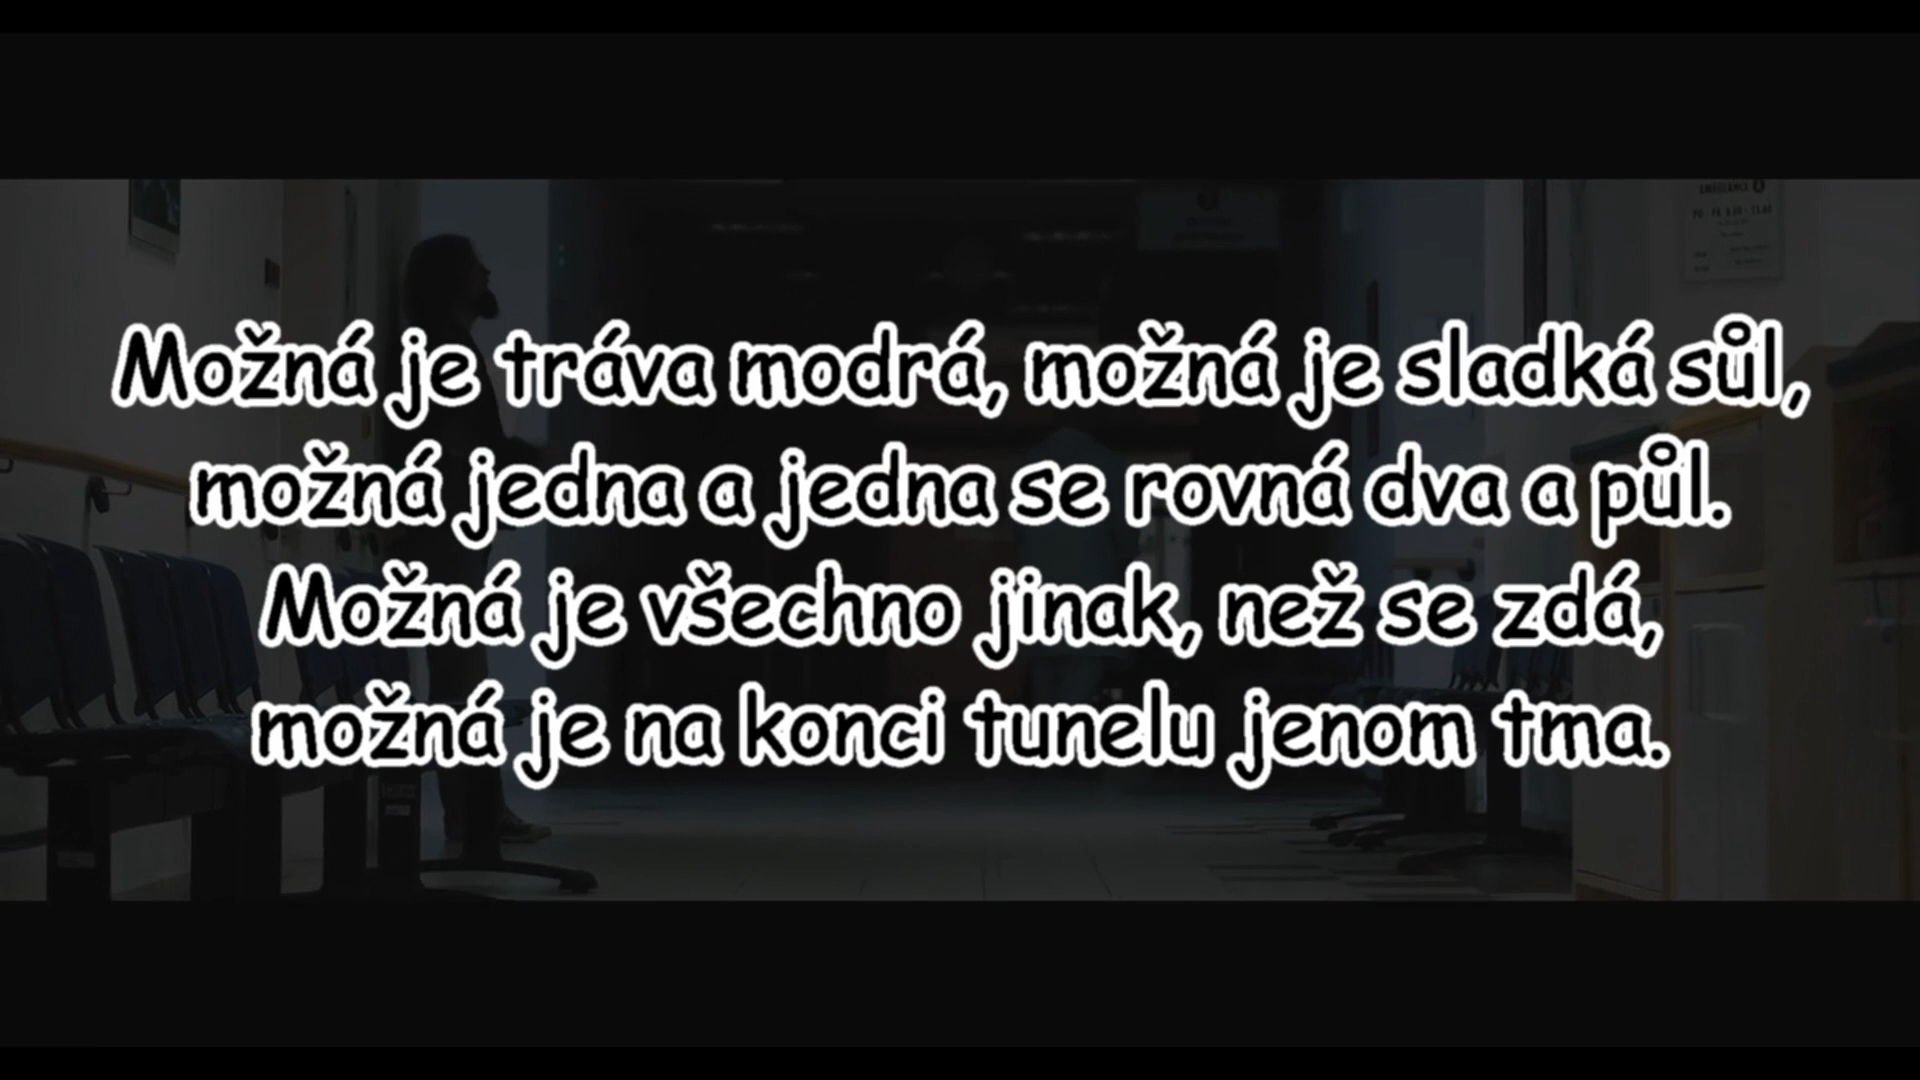 Možná je tráva modrá, možná je sladká sůl,
možná jedna a jedna se rovná dva a půl.
Možná je všechno jinak, než se zdá,
možná je na konci tunelu jenom tma.